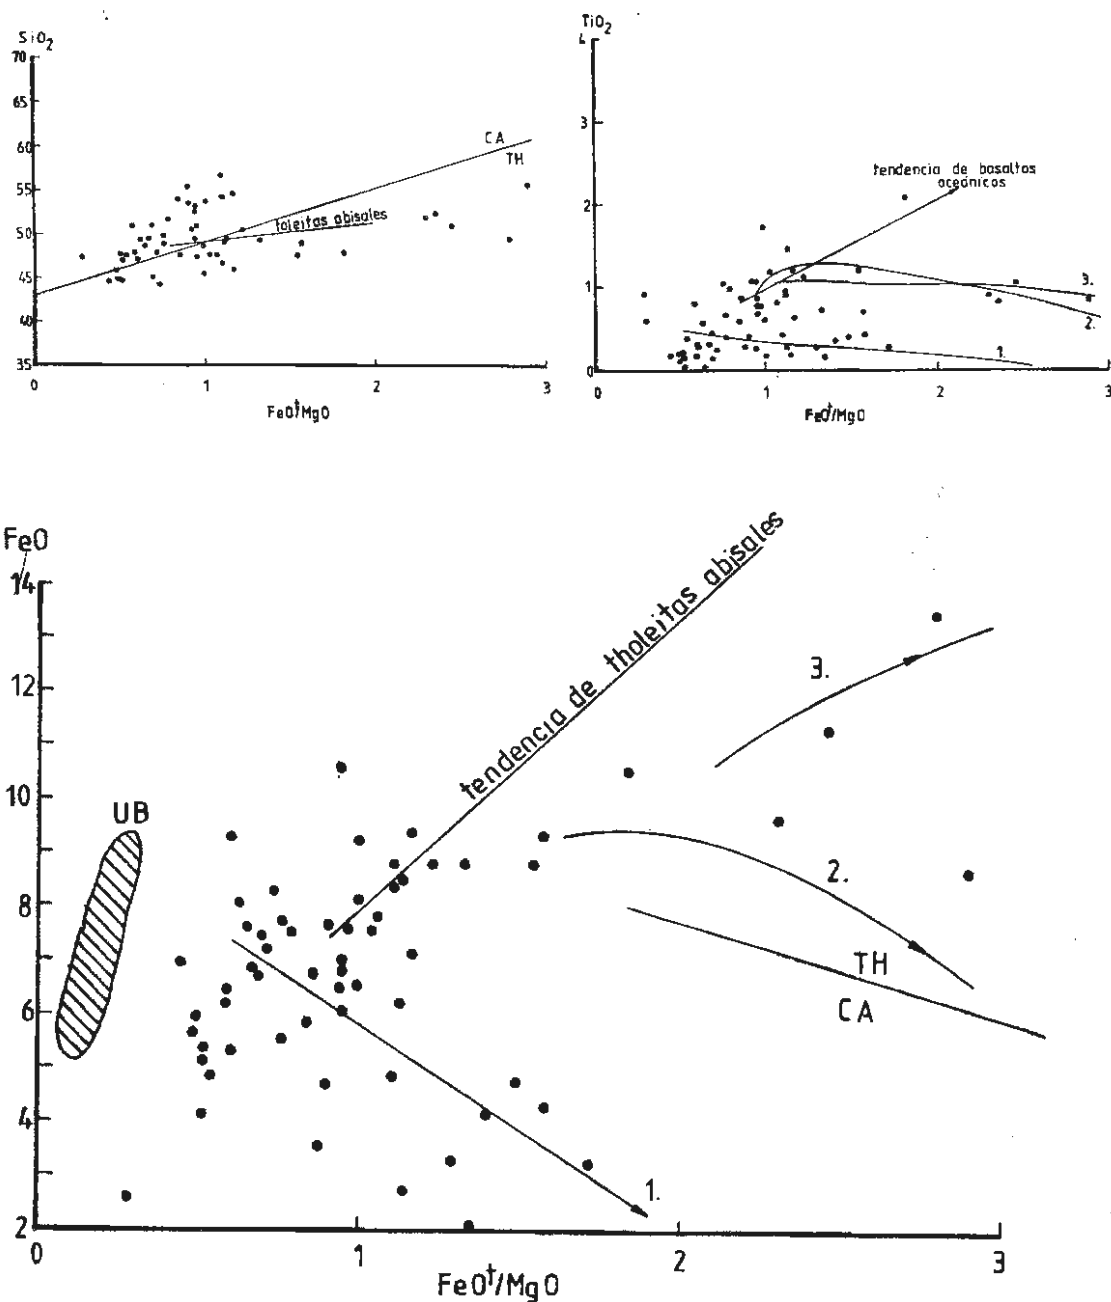 SiO₂
70
65
60
55
50
45
40
35
CA
TH
toleitas abisales
0
1
2
3
FeO†/MgO
TiO₂
4
3
2
1
0
tendencia de basaltos
oceánicos
3.
2.
1.
0
1
2
3
FeO†/MgO
FeO
14
12
10
8
6
4
2
UB
tendencia de tholeitas abisales
3.
2.
TH
CA
1.
0
1
2
3
FeO†/MgO